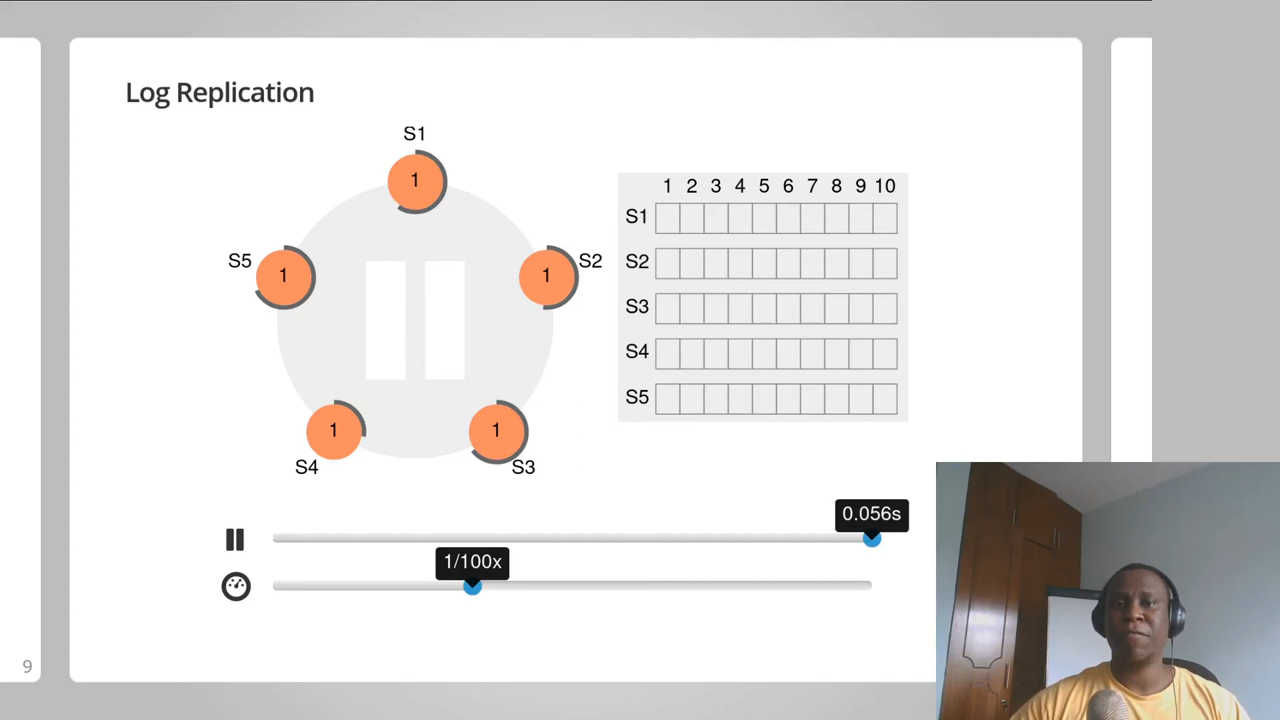 Log Replication
S1
1
S5
1
S2
1
S4
1
S3
1
1 2 3 4 5 6 7 8 9 10
S1
S2
S3
S4
S5
0.056s
1/100x
9